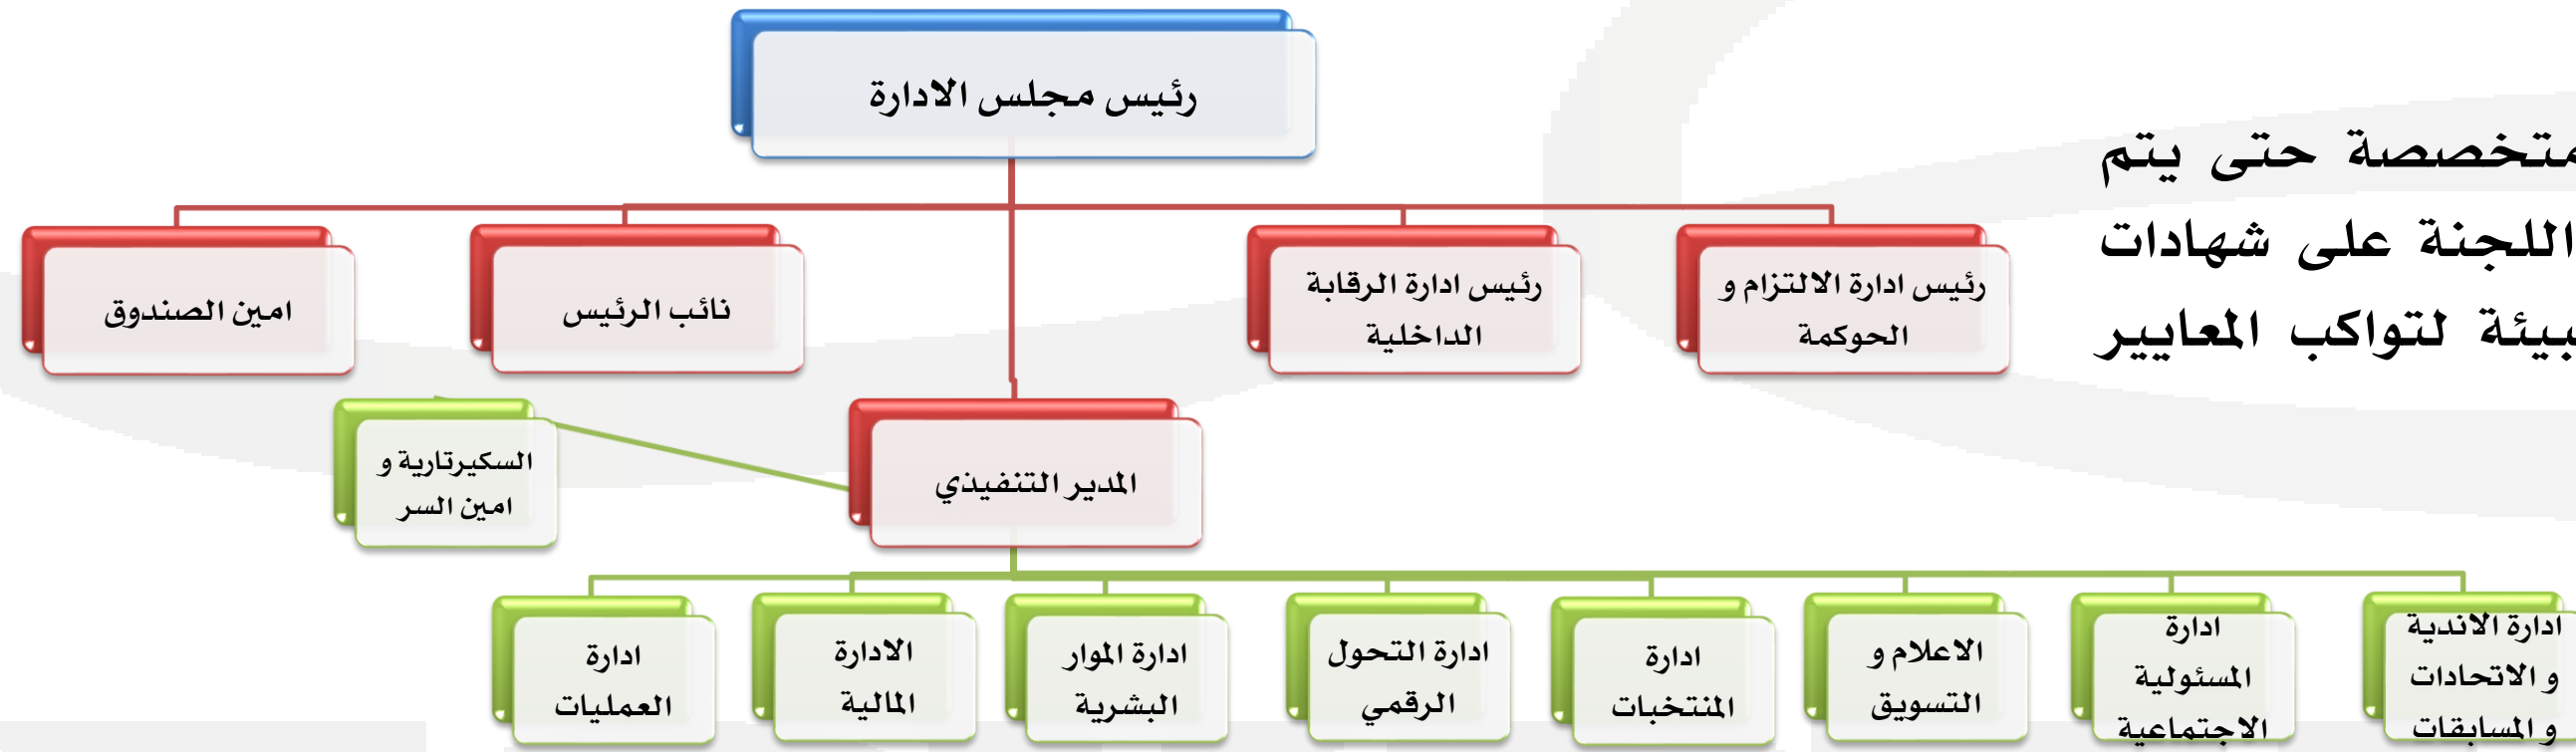 رئيس مجلس الادارة
متخصصة حتى يتم
اللجنة على شهادات
لتواكب المعايير
رئيس ادارة الالتزام و
الحوكمة
رئيس ادارة الرقابة
الداخلية
نائب الرئيس
امين الصندوق
المدير التنفيذي
السكيرتارية و
امين السر
ادارة الاندية
و الاتحادات
و المسابقات
ادارة
المسئولية
الاجتماعية
الاعلام و
التسويق
ادارة
المنتخبات
ادارة التحول
الرقمي
ادارة الموار
البشرية
الادارة
المالية
ادارة
العمليات